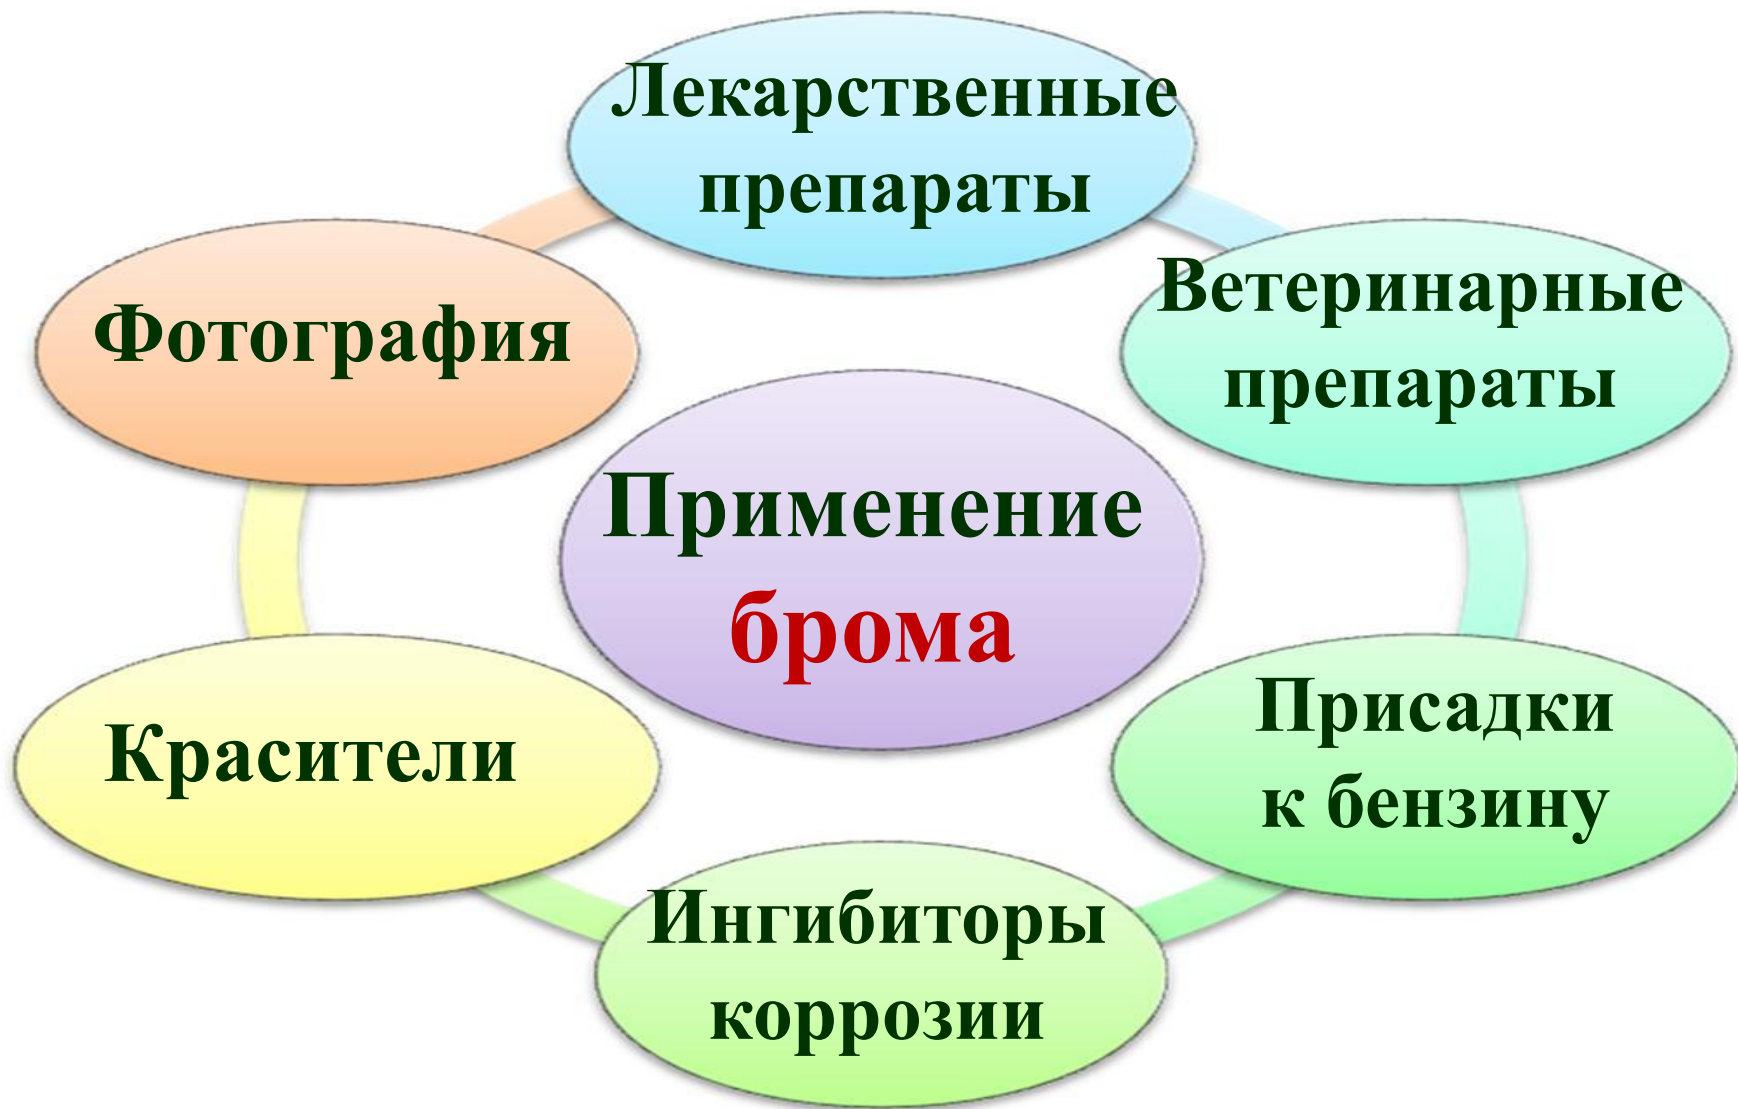 Лекарственные
препараты
Ветеринарные
препараты
Фотография
Применение
брома
Присадки
к бензину
Красители
Ингибиторы
коррозии